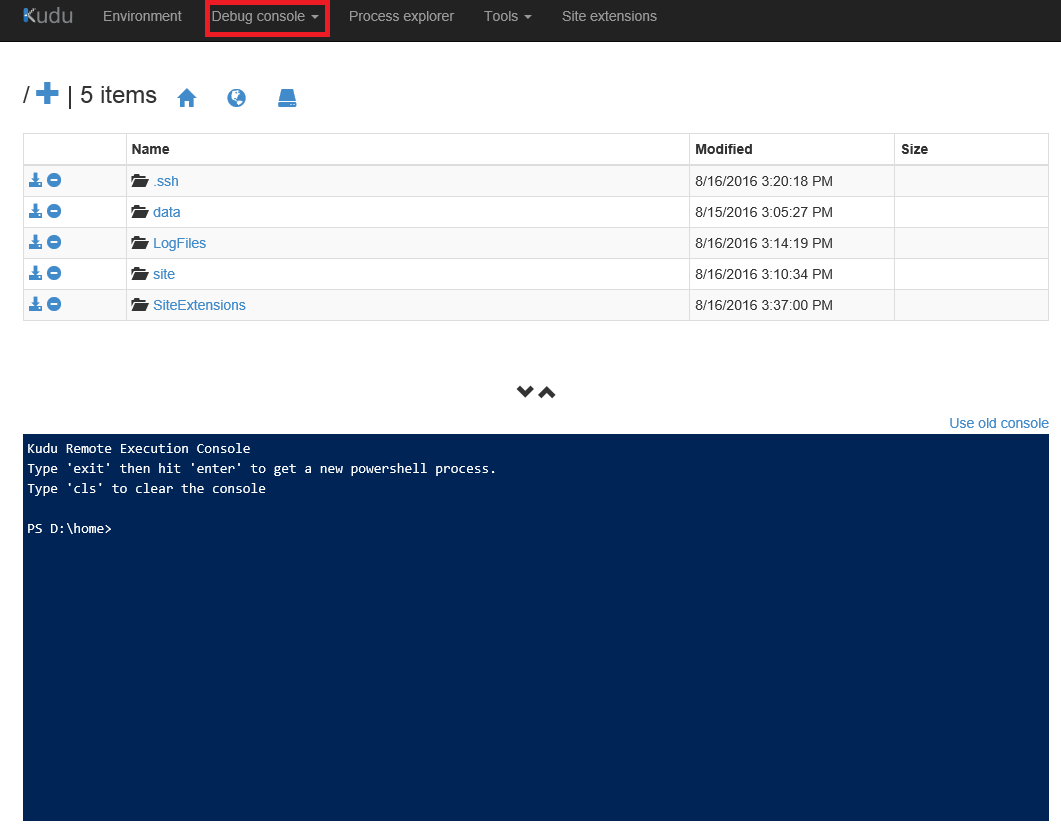 Kudu Environment Debug console Process explorer Tools Site extensions
/ + | 5 items
Name Modified Size
.ssh 8/16/2016 3:20:18 PM
data 8/15/2016 3:05:27 PM
LogFiles 8/16/2016 3:14:19 PM
site 8/16/2016 3:10:34 PM
SiteExtensions 8/16/2016 3:37:00 PM
Use old console
Kudu Remote Execution Console
Type 'exit' then hit 'enter' to get a new powershell process.
Type 'cls' to clear the console
PS D:\home>